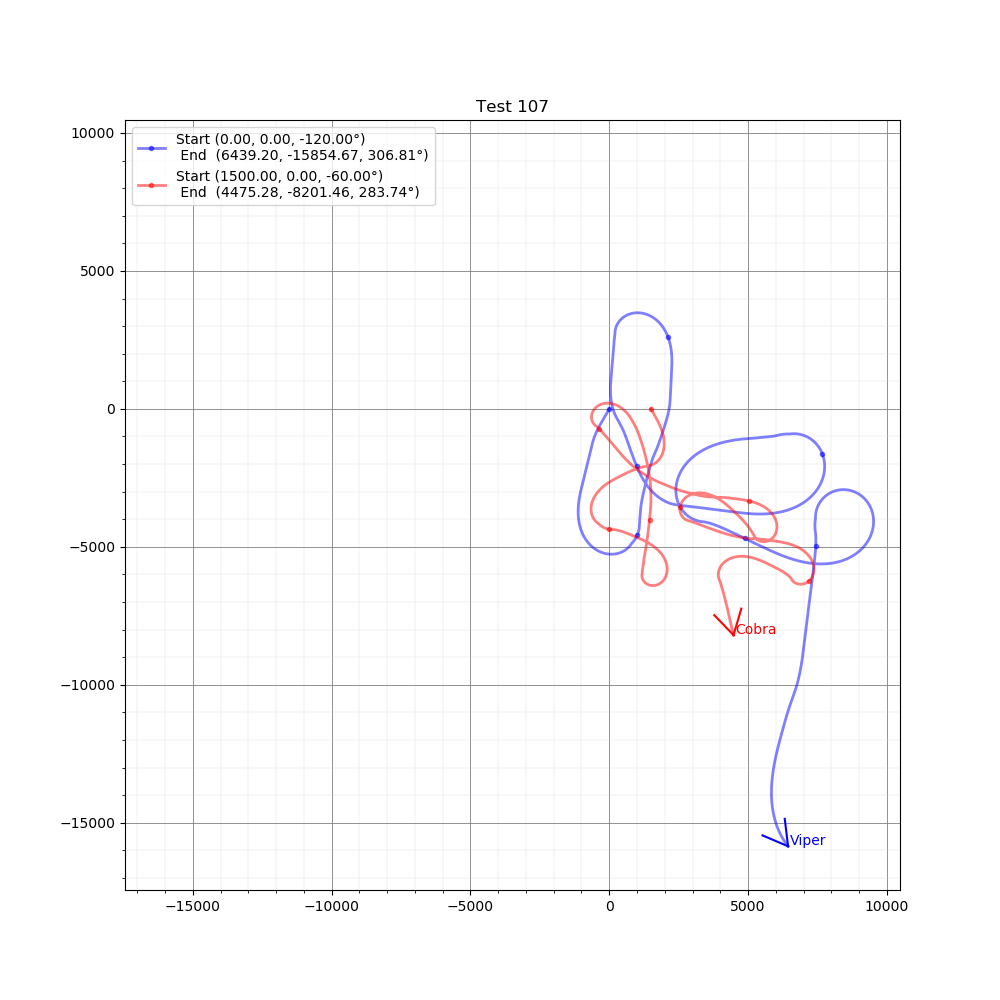 Test 107
Start (0.00, 0.00, -120.00°)
End (6439.20, -15854.67, 306.81°)
Start (1500.00, 0.00, -60.00°)
End (4475.28, -8201.46, 283.74°)
10000
5000
0
−5000
−10000
−15000
Cobra
Viper
−15000 −10000 −5000 0 5000 10000